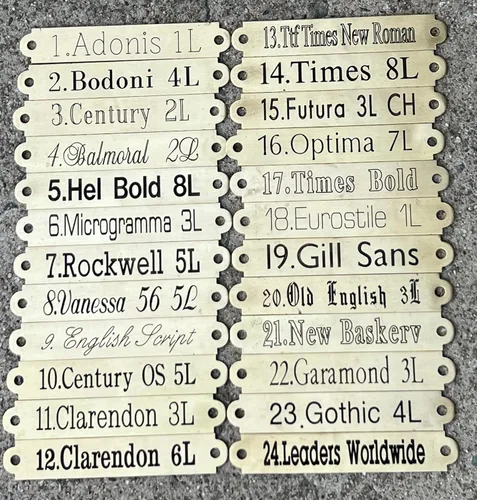 1.Adonis 1L
2.Bodoni 4L
3.Century 2L
4.Balmoral 2L
5.Hel Bold 8L
6.Microgramma 3L
7.Rockwell 5L
8.Vanessa 56 5L
9.English Script
10.Century OS 5L
11.Clarendon 3L
12.Clarendon 6L
13.Ttf Times New Roman
14.Times 8L
15.Futura 3L CH
16.Optima 7L
17.Times Bold
18.Eurostile 1L
19.Gill Sans
20.Old English 3L
21.New Baskerv
22.Garamond 3L
23.Gothic 4L
24.Leaders Worldwide